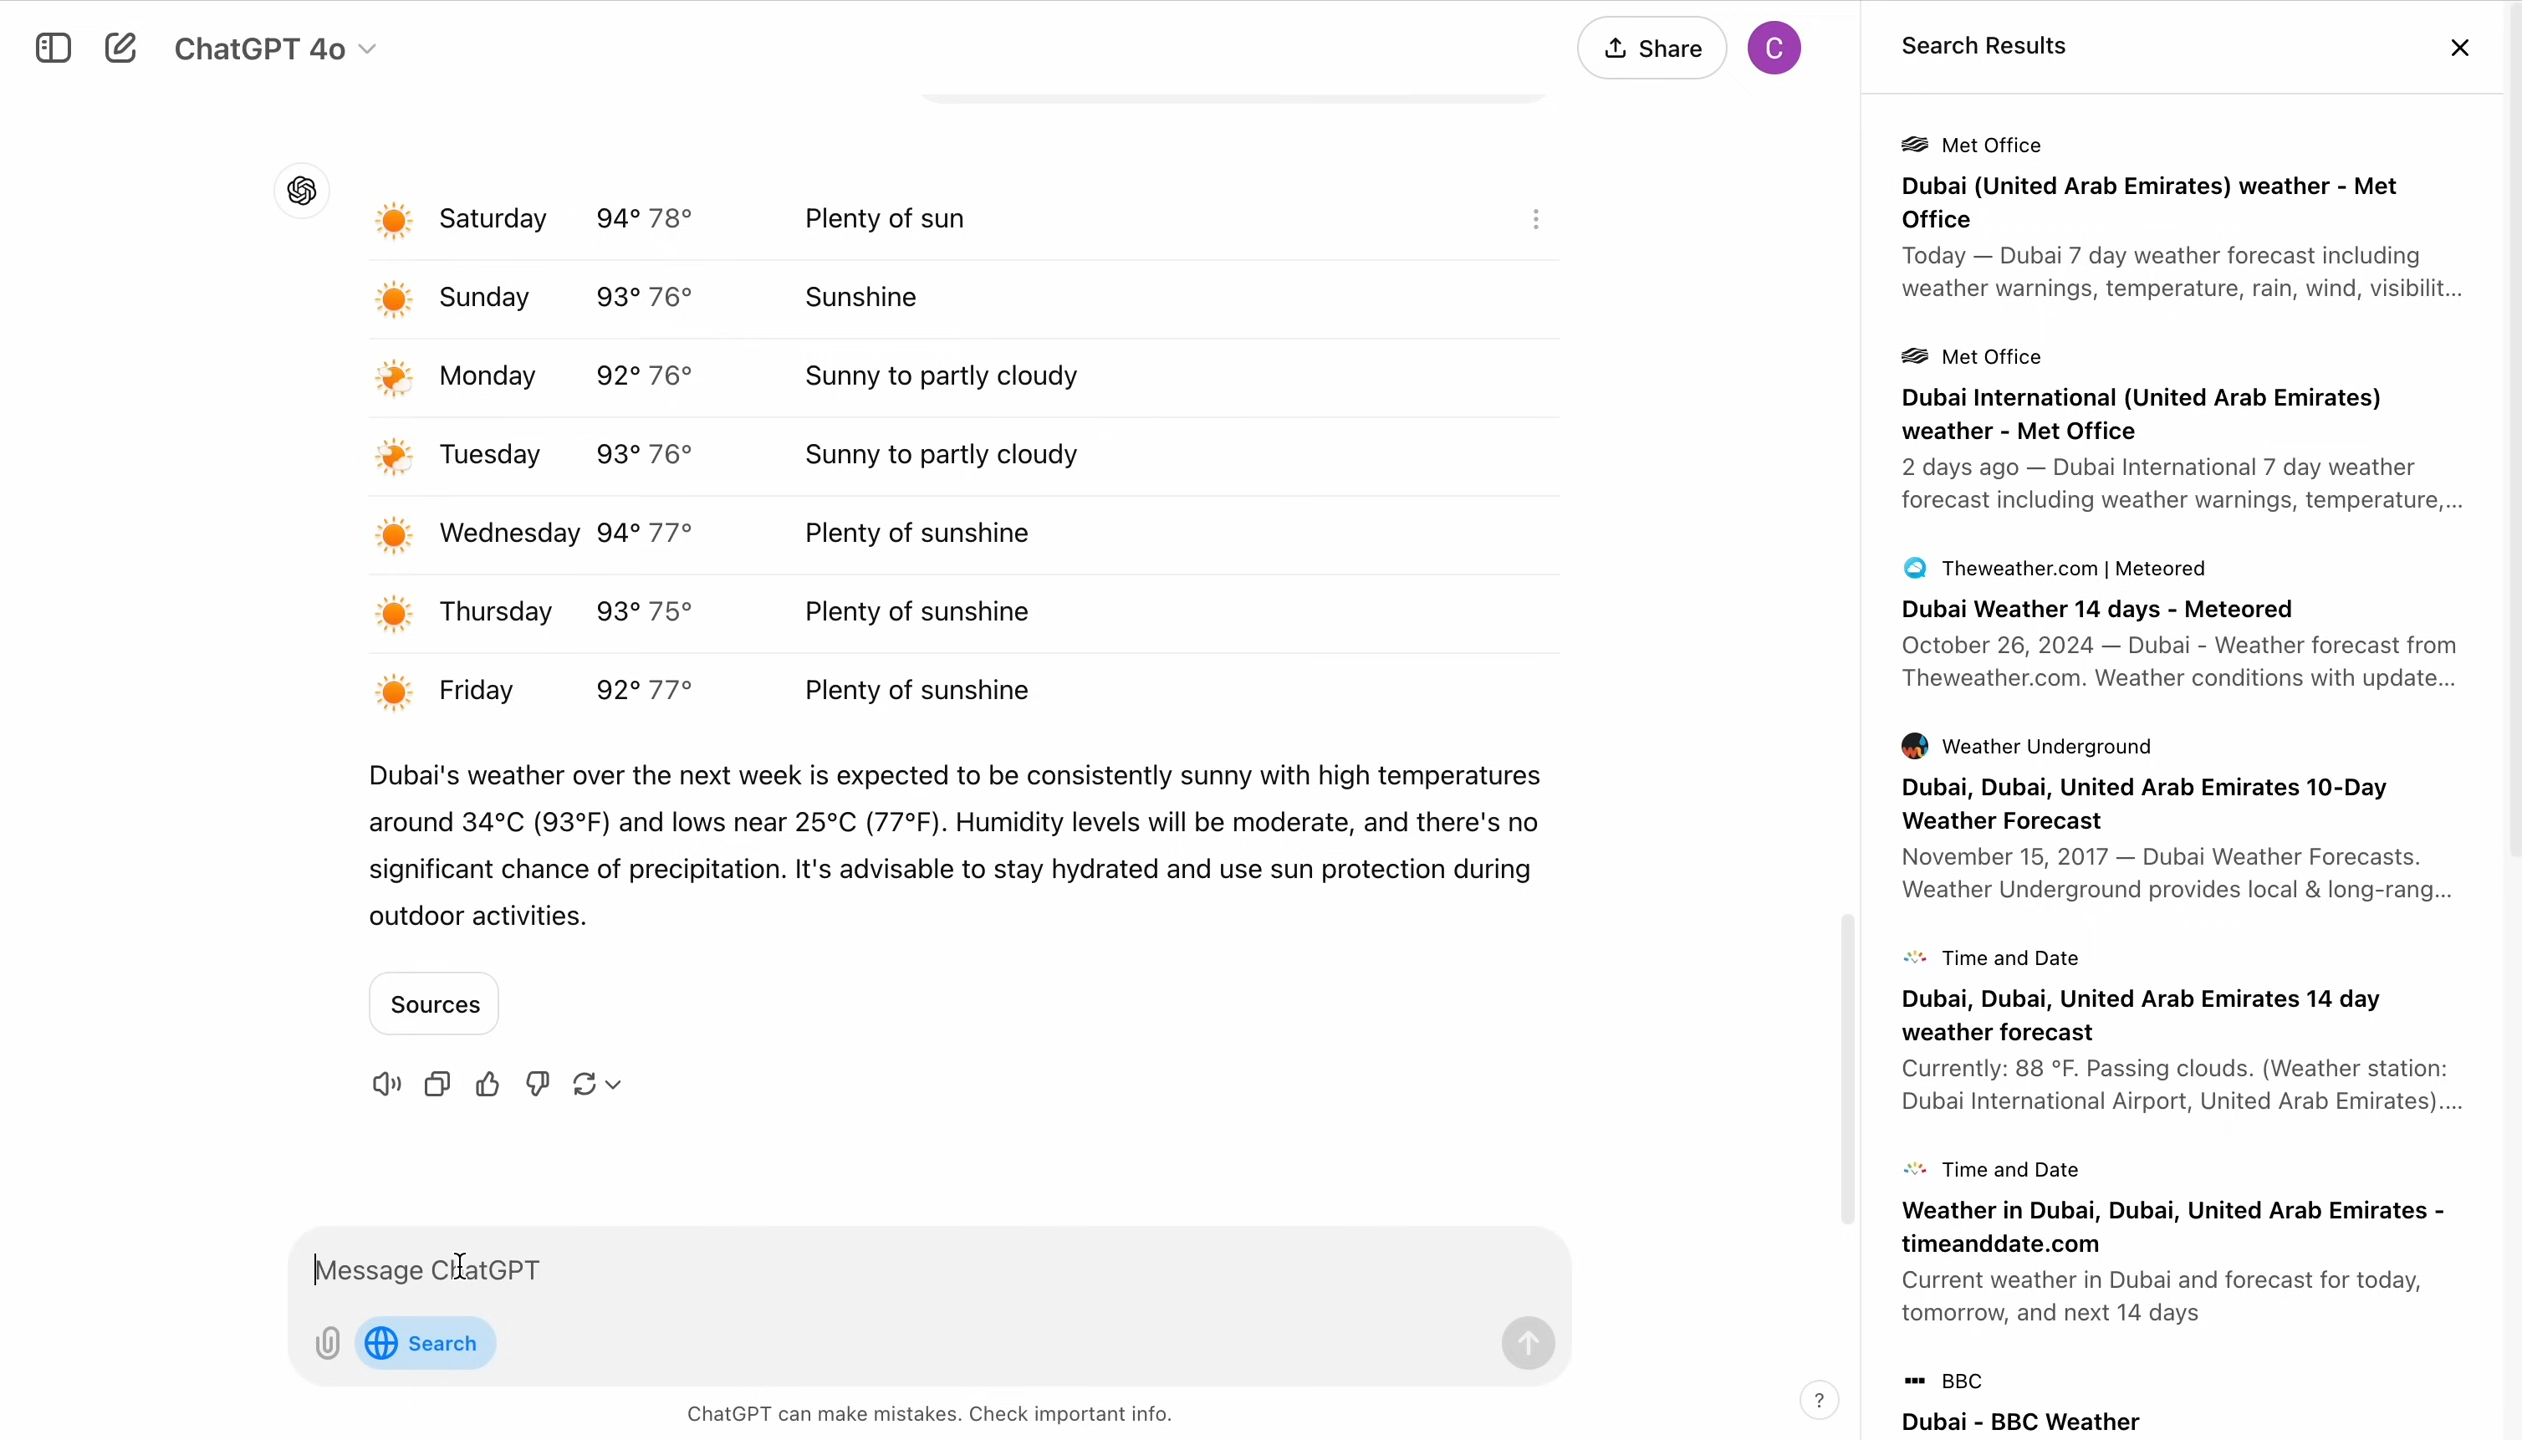 ChatGPT 4o
Share
C
Saturday 94° 78° Plenty of sun
Sunday 93° 76° Sunshine
Monday 92° 76° Sunny to partly cloudy
Tuesday 93° 76° Sunny to partly cloudy
Wednesday 94° 77° Plenty of sunshine
Thursday 93° 75° Plenty of sunshine
Friday 92° 77° Plenty of sunshine
Dubai's weather over the next week is expected to be consistently sunny with high temperatures
around 34°C (93°F) and lows near 25°C (77°F). Humidity levels will be moderate, and there's no
significant chance of precipitation. It's advisable to stay hydrated and use sun protection during
outdoor activities.
Sources
Message ChatGPT
Search
ChatGPT can make mistakes. Check important info.
?
Search Results
Met Office
Dubai (United Arab Emirates) weather - Met
Office
Today — Dubai 7 day weather forecast including
weather warnings, temperature, rain, wind, visibilit...
Met Office
Dubai International (United Arab Emirates)
weather - Met Office
2 days ago — Dubai International 7 day weather
forecast including weather warnings, temperature,...
Theweather.com | Meteored
Dubai Weather 14 days - Meteored
October 26, 2024 — Dubai - Weather forecast from
Theweather.com. Weather conditions with update...
Weather Underground
Dubai, Dubai, United Arab Emirates 10-Day
Weather Forecast
November 15, 2017 — Dubai Weather Forecasts.
Weather Underground provides local & long-rang...
Time and Date
Dubai, Dubai, United Arab Emirates 14 day
weather forecast
Currently: 88 °F. Passing clouds. (Weather station:
Dubai International Airport, United Arab Emirates)....
Time and Date
Weather in Dubai, Dubai, United Arab Emirates -
timeanddate.com
Current weather in Dubai and forecast for today,
tomorrow, and next 14 days
BBC
Dubai - BBC Weather